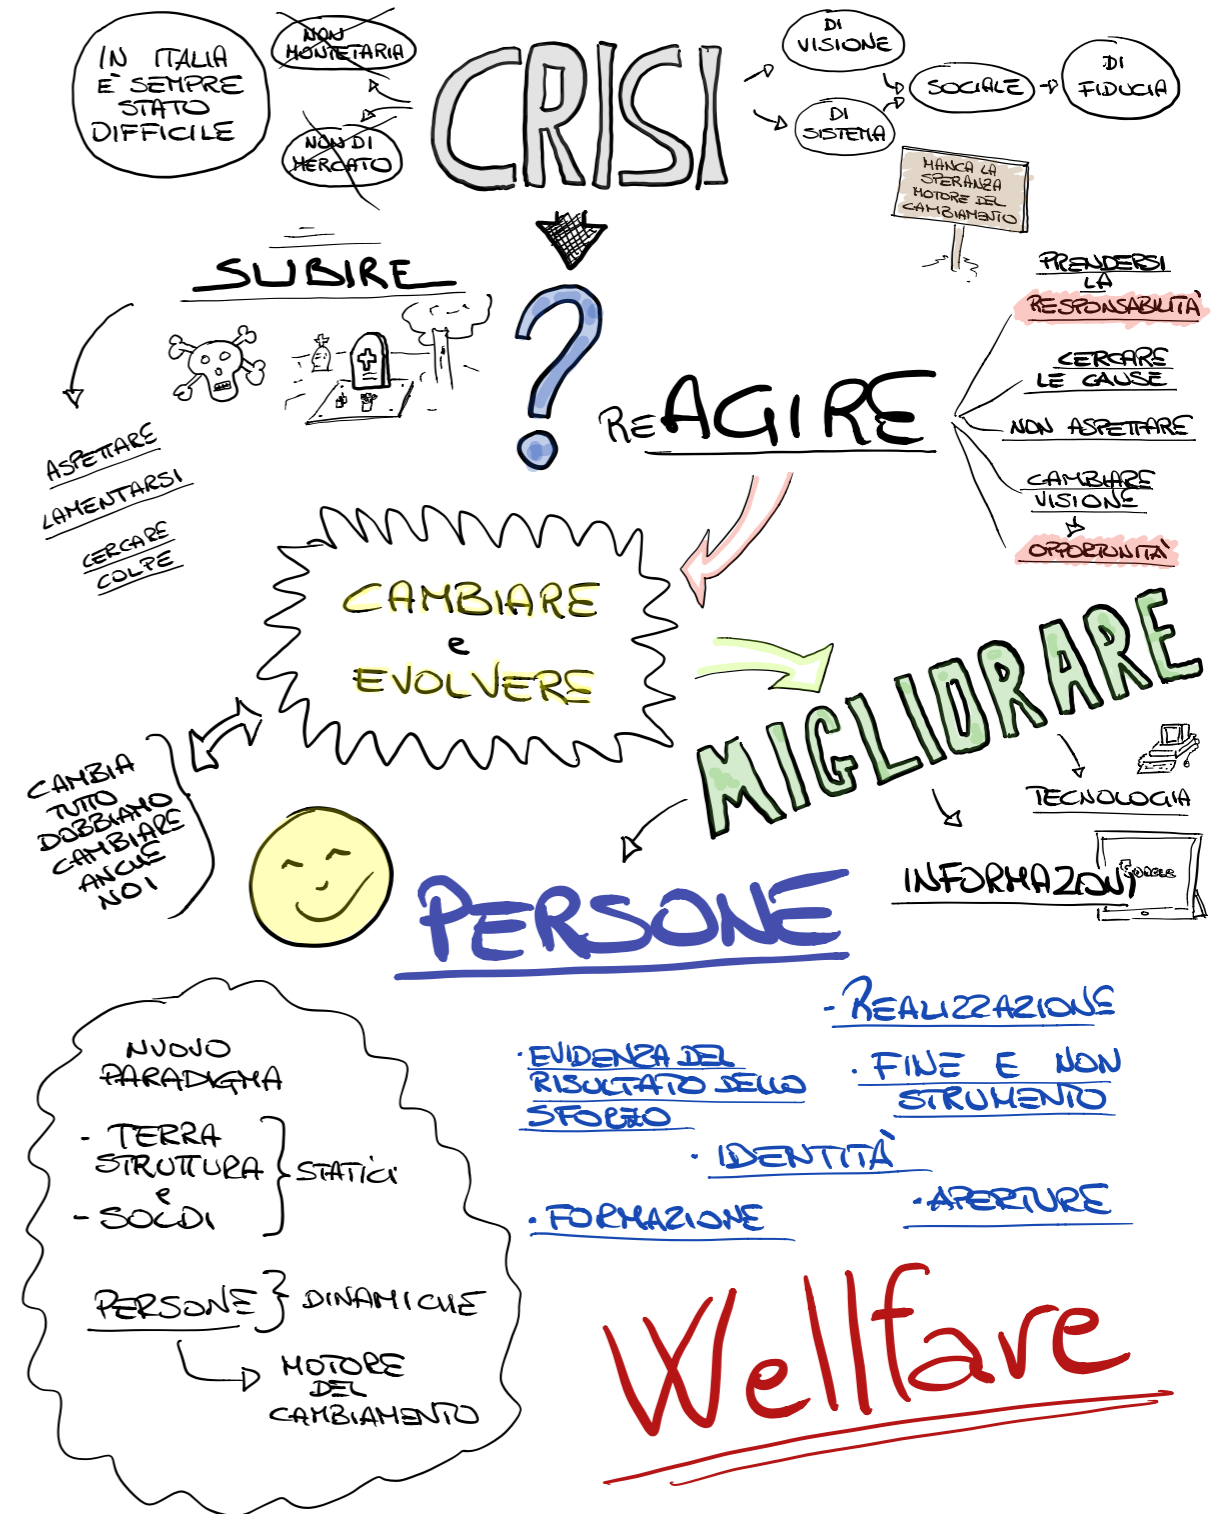 IN ITALIA
E' SEMPRE
STATO
DIFFICILE
NON
MONTETARIA
NON DI
MERCATO
CRISI
DI
VISIONE
DI
SISTEMA
SOCIALE
DI
FIDUCIA
MANCA LA
SPERANZA
MOTORE DEL
CAMBIAMENTO
SUBIRE
ASPETTARE
LAMENTARSI
CERCARE
COLPE
?
REAGIRE
PRENDERSI
LA
RESPONSABILITÀ
CERCARE
LE CAUSE
NON ASPETTARE
CAMBIARE
VISIONE
OPPORTUNITÀ
CAMBIARE
e
EVOLVERE
CAMBIA
TUTTO
DOBBIAMO
CAMBIARE
ANCHE
NOI
MIGLIORARE
TECNOLOGIA
INFORMAZIONI
GOOGLE
PERSONE
- REALIZZAZIONE
· EVIDENZA DEL
RISULTATO DELLO
SFORZO
· FINE E NON
STRUMENTO
· IDENTITÀ
· FORMAZIONE
· APERTURE
NUOVO
PARADIGMA
- TERRA
STRUTTURA
e
- SOLDI
STATICI
PERSONE
DINAMICHE
MOTORE
DEL
CAMBIAMENTO
Wellfare